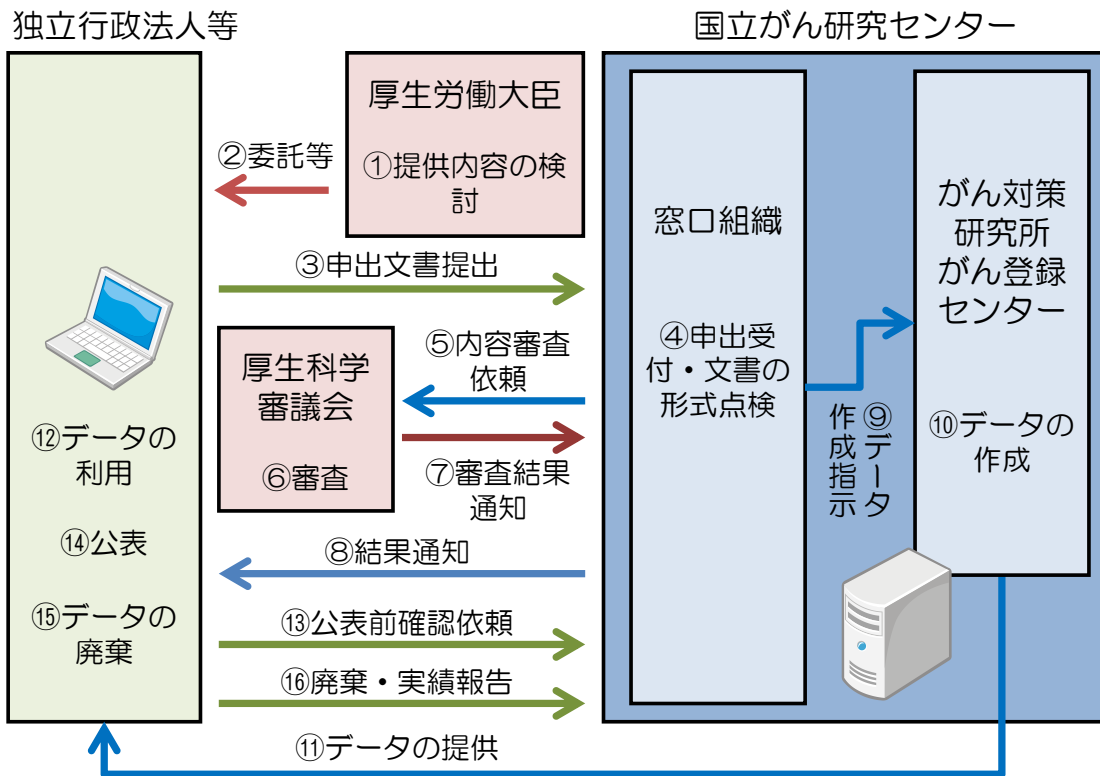 独立行政法人等
国立がん研究センター
厚生労働大臣
①提供内容の検
討
②委託等
③申出文書提出
窓口組織
④申出受
付・文書の
形式点検
がん対策
研究所
がん登録
センター
⑤内容審査
依頼
厚生科学
審議会
⑥審査
⑦審査結果
通知
⑨データ
作成指示
⑩データの
作成
⑫データの
利用
⑭公表
⑮データの
廃棄
⑧結果通知
⑬公表前確認依頼
⑯廃棄・実績報告
⑪データの提供